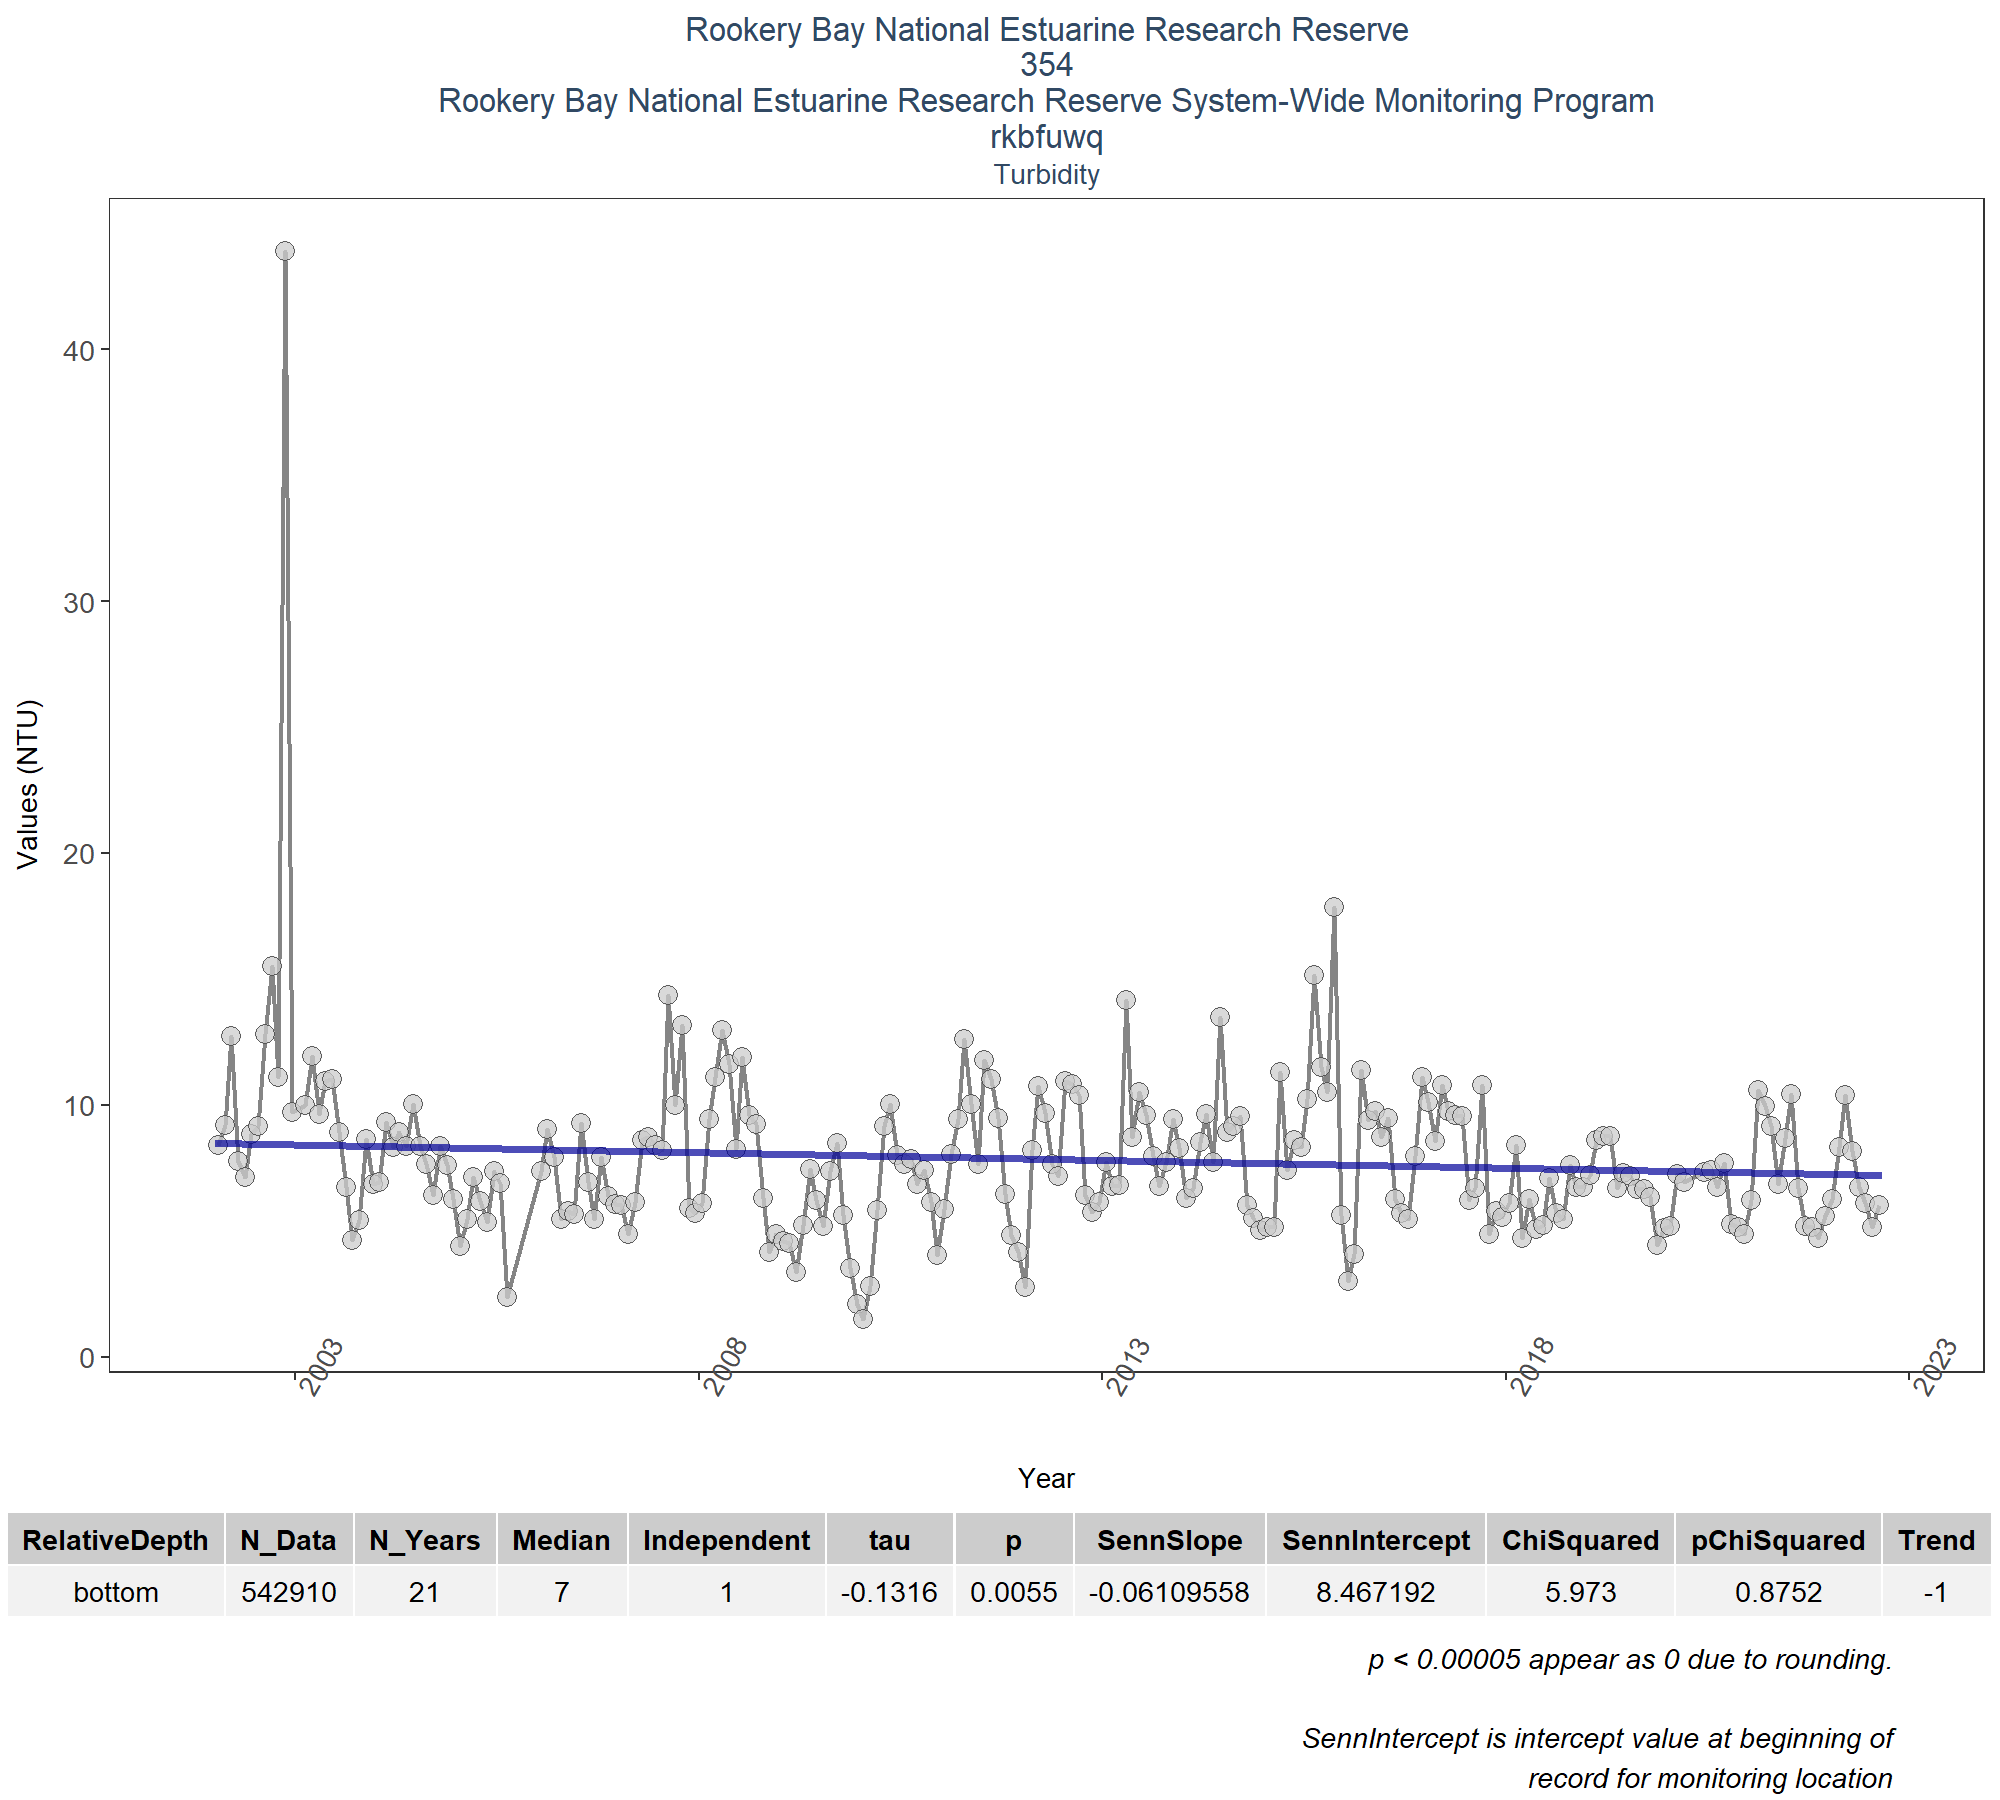 Rookery Bay National Estuarine Research Reserve
354
Rookery Bay National Estuarine Research Reserve System-Wide Monitoring Program
rkbfuwq
Turbidity
40
30
20
10
0
Values (NTU)
2003 2008 2013 2018 2023
Year
RelativeDepth N_Data N_Years Median Independent tau p SennSlope SennIntercept ChiSquared pChiSquared Trend
bottom 542910 21 7 1 -0.1316 0.0055 -0.06109558 8.467192 5.973 0.8752 -1
p < 0.00005 appear as 0 due to rounding.
SennIntercept is intercept value at beginning of
record for monitoring location